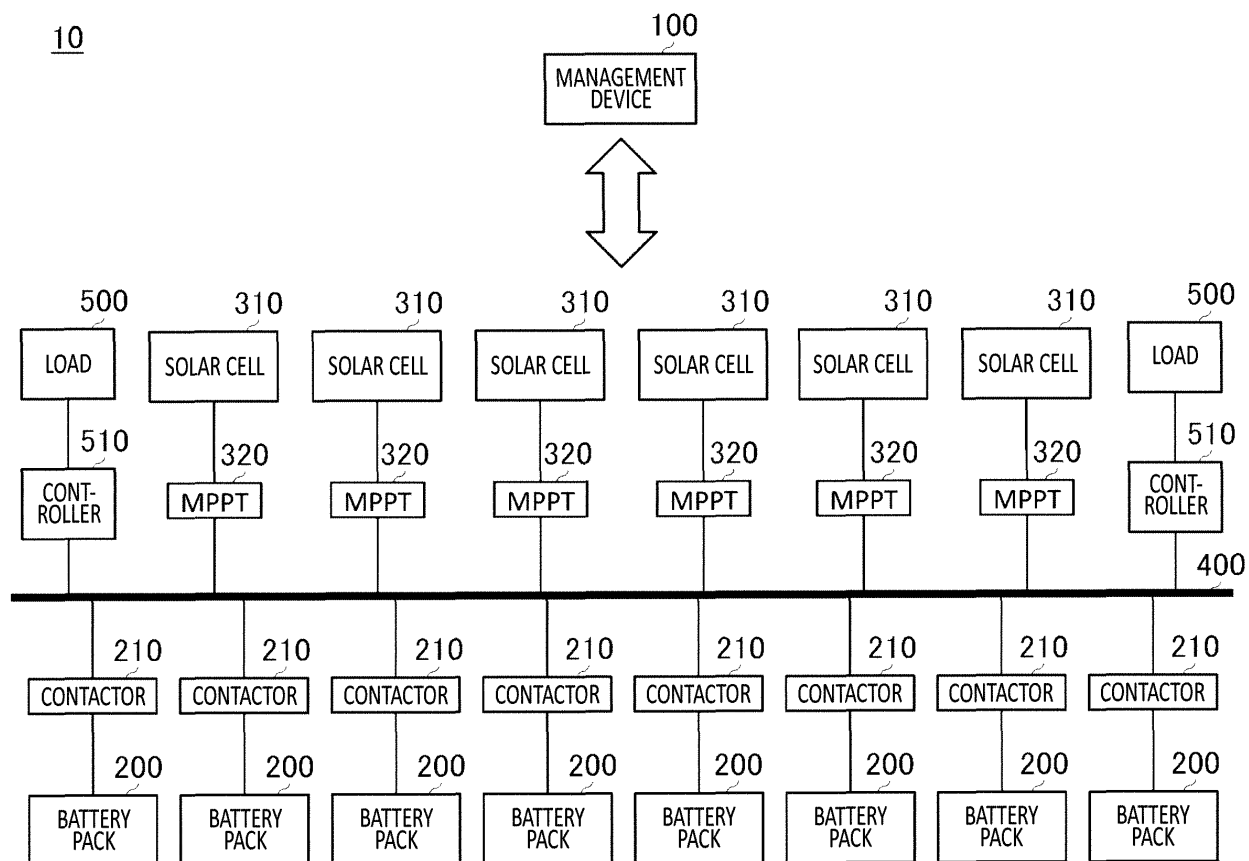 10
100
MANAGEMENT
DEVICE
500 310 310 310 310 310 310 500
LOAD SOLAR CELL SOLAR CELL SOLAR CELL SOLAR CELL SOLAR CELL SOLAR CELL LOAD
510 320 320 320 320 320 320 510
CONT-
ROLLER
MPPT MPPT MPPT MPPT MPPT MPPT
CONT-
ROLLER
400
210 210 210 210 210 210 210 210
CONTACTOR CONTACTOR CONTACTOR CONTACTOR CONTACTOR CONTACTOR CONTACTOR CONTACTOR
200 200 200 200 200 200 200 200
BATTERY BATTERY BATTERY BATTERY BATTERY BATTERY BATTERY BATTERY
PACK PACK PACK PACK PACK PACK PACK PACK